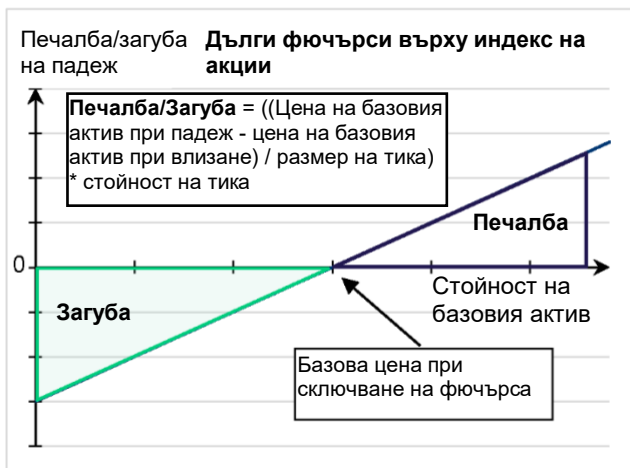 Печалба/загуба
на падеж
Дълги фючърси върху индекс на
акции
Печалба/Загуба = ((Цена на базовия
актив при падеж - цена на базовия
актив при влизане) / размер на тика)
* стойност на тика
Печалба
0
Стойност на
базовия актив
Загуба
Базова цена при
сключване на фючърса